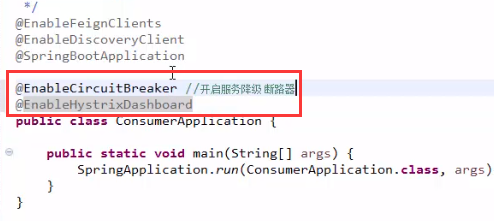 */
@EnableFeignClients
@EnableDiscoveryClient
@SpringBootApplication
@EnableCircuitBreaker //开启服务降级 断路器
@EnableHystrixDashboard
public class ConsumerApplication {
public static void main(String[] args) {
SpringApplication.run(ConsumerApplication.class, args)
}
}